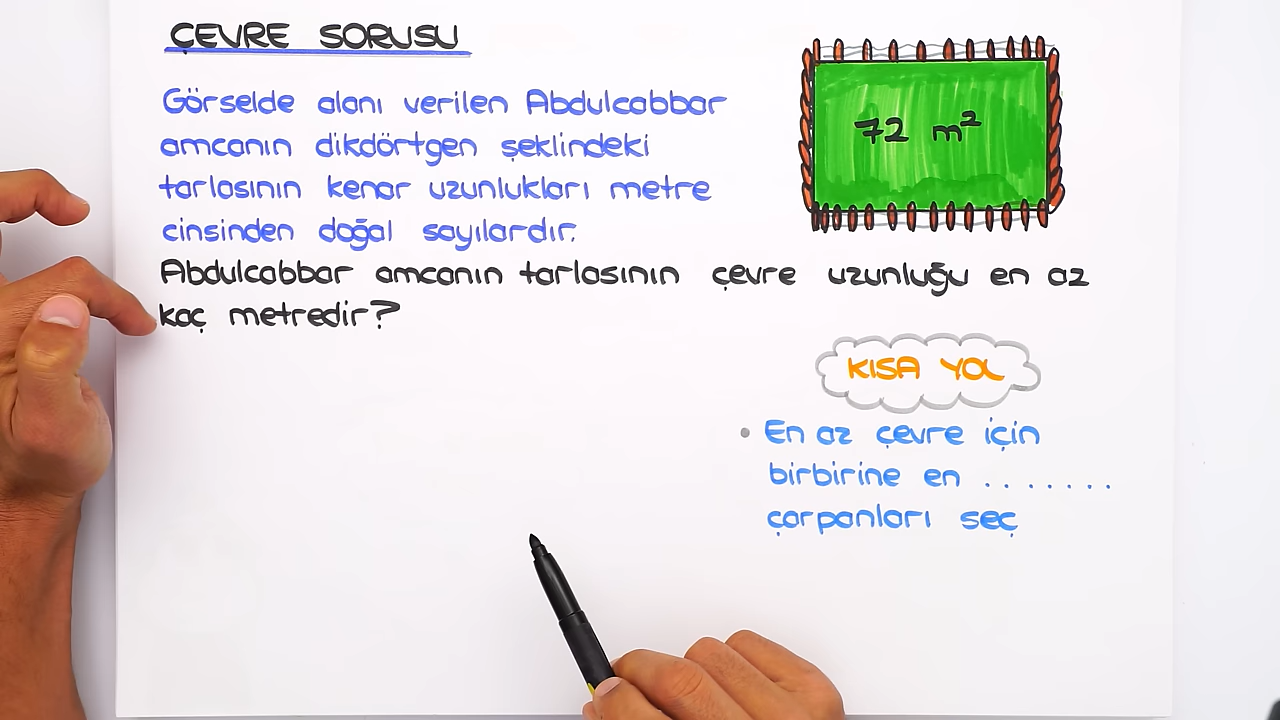 ÇEVRE SORUSU
Görselde alanı verilen Abdulcabbar
amcanın dikdörtgen şeklindeki
tarlasının kenar uzunlukları metre
cinsinden doğal sayılardır.
Abdulcabbar amcanın tarlasının çevre uzunluğu en az
kaç metredir?
72 m²
KISA YOL
• En az çevre için
birbirine en .......
çarpanları seç